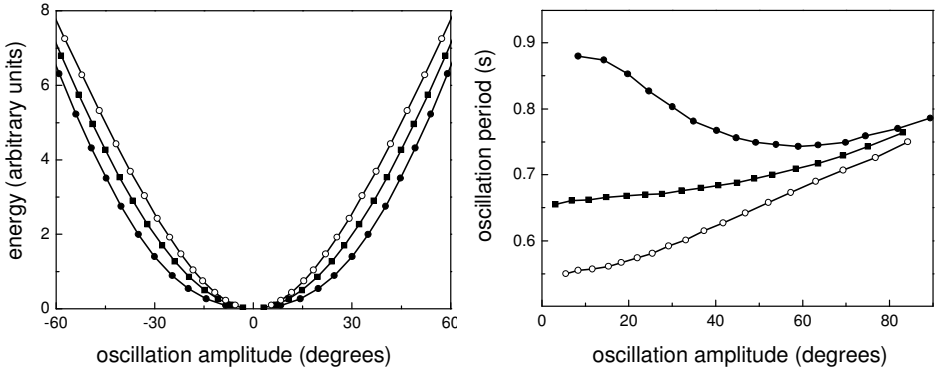 8
6
4
2
0
energy (arbitrary units)
-60 -30 0 30 60
oscillation amplitude (degrees)
0.9
0.8
0.7
0.6
oscillation period (s)
0 20 40 60 80
oscillation amplitude (degrees)